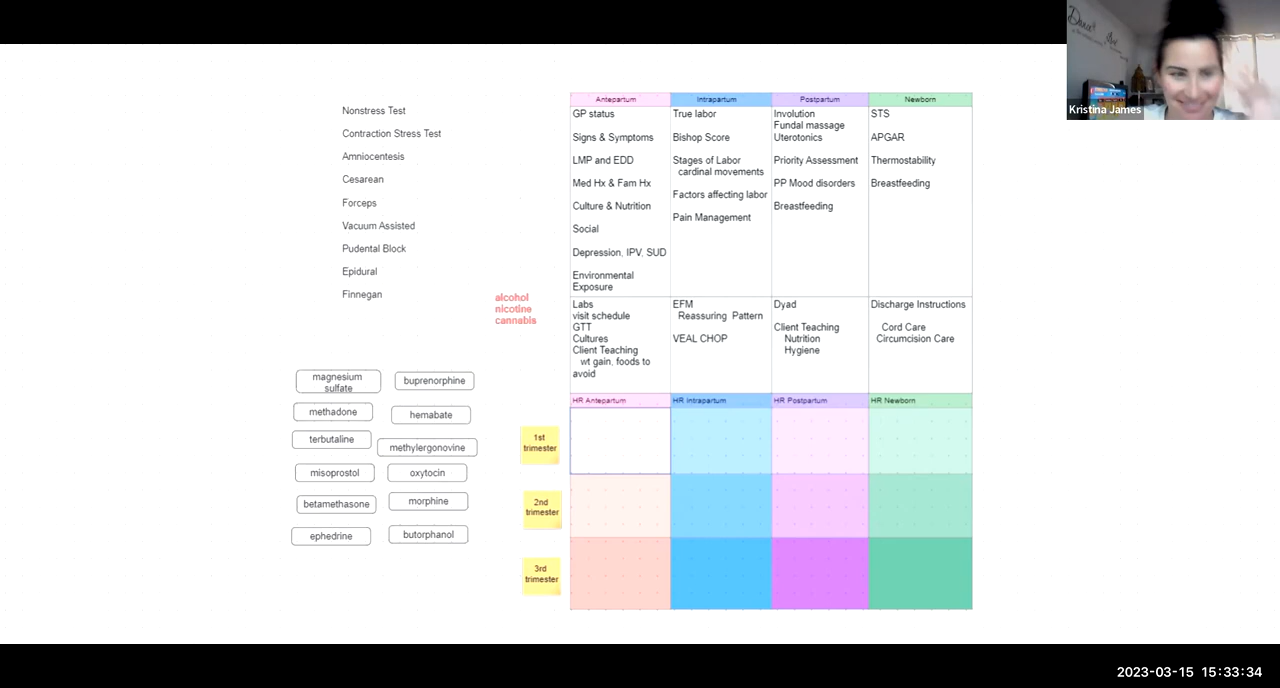 Kristina James
Nonstress Test
Contraction Stress Test
Amniocentesis
Cesarean
Forceps
Vacuum Assisted
Pudental Block
Epidural
Finnegan
alcohol
nicotine
cannabis
magnesium
sulfate
buprenorphine
methadone
hemabate
terbutaline
methylergonovine
misoprostol
oxytocin
betamethasone
morphine
ephedrine
butorphanol
Antepartum
GP status
Signs & Symptoms
LMP and EDD
Med Hx & Fam Hx
Culture & Nutrition
Social
Depression, IPV, SUD
Environmental
Exposure
Intrapartum
True labor
Bishop Score
Stages of Labor
cardinal movements
Factors affecting labor
Pain Management
Postpartum
Involution
Fundal massage
Uterotonics
Priority Assessment
PP Mood disorders
Breastfeeding
Newborn
STS
APGAR
Thermostability
Breastfeeding
Labs
visit schedule
GTT
Cultures
Client Teaching
wt gain, foods to
avoid
EFM
Reassuring Pattern
VEAL CHOP
Dyad
Client Teaching
Nutrition
Hygiene
Discharge Instructions
Cord Care
Circumcision Care
HR Antepartum
HR Intrapartum
HR Postpartum
HR Newborn
1st
trimester
2nd
trimester
3rd
trimester
2023-03-15 15:33:34